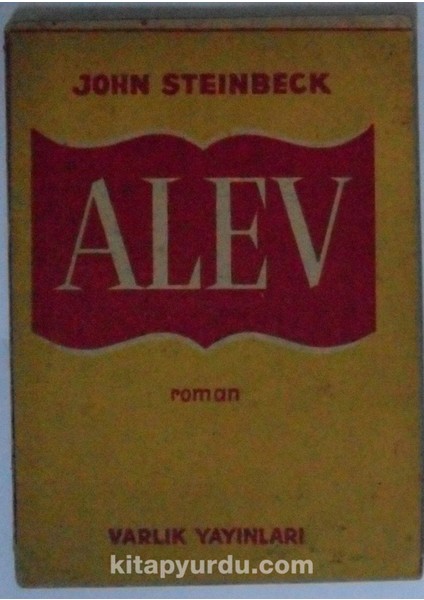 JOHN STEINBECK
ALEV
roman
VARLIK YAYINLARI
kitapyurdu.com